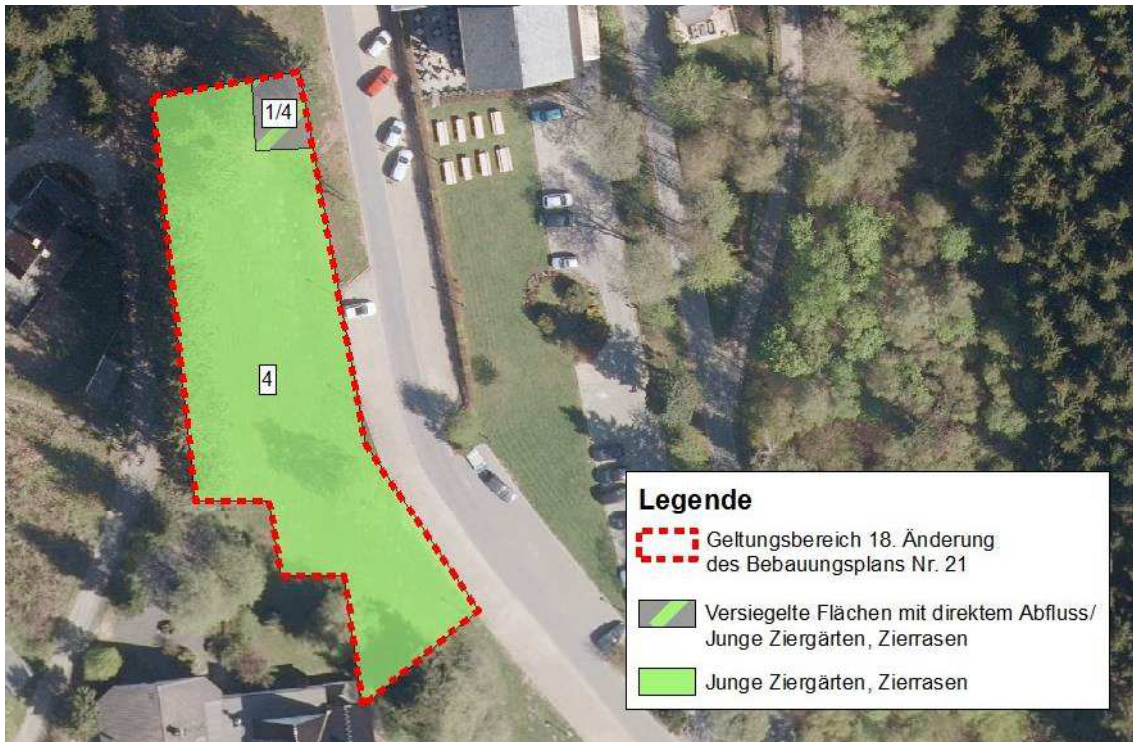 1/4
4
Legende
Geltungsbereich 18. Änderung
des Bebauungsplans Nr. 21
Versiegelte Flächen mit direktem Abfluss/
Junge Ziergärten, Zierrasen
Junge Ziergärten, Zierrasen